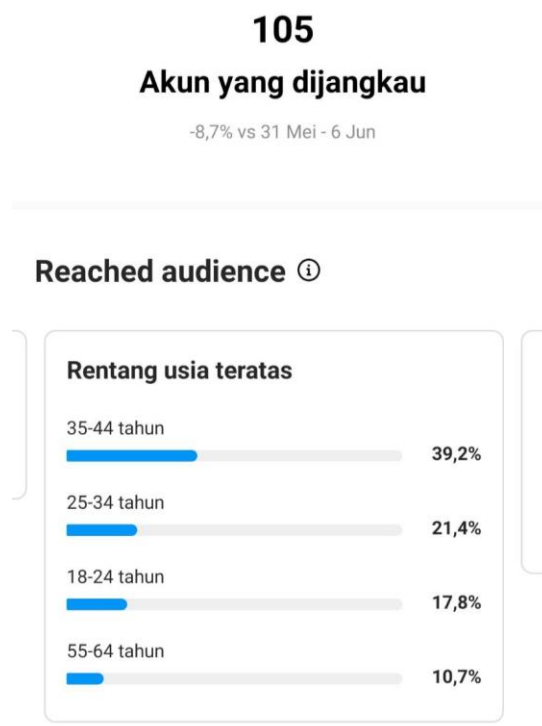 105
Akun yang dijangkau
-8,7% vs 31 Mei - 6 Jun
Reached audience
Rentang usia teratas
35-44 tahun
39,2%
25-34 tahun
21,4%
18-24 tahun
17,8%
55-64 tahun
10,7%